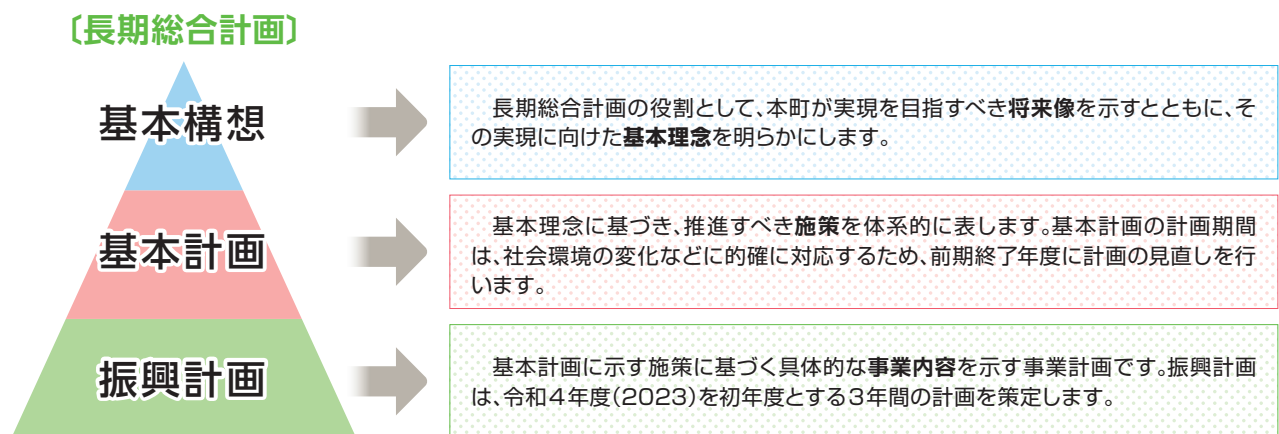 〔長期総合計画〕
基本構想
長期総合計画の役割として、本町が実現を目指すべき将来像を示すとともに、そ
の実現に向けた基本理念を明らかにします。
基本計画
基本理念に基づき、推進すべき施策を体系的に表します。基本計画の計画期間
は、社会環境の変化などに的確に対応するため、前期終了年度に計画の見直しを行
います。
振興計画
基本計画に示す施策に基づく具体的な事業内容を示す事業計画です。振興計画
は、令和4年度(2023)を初年度とする3年間の計画を策定します。